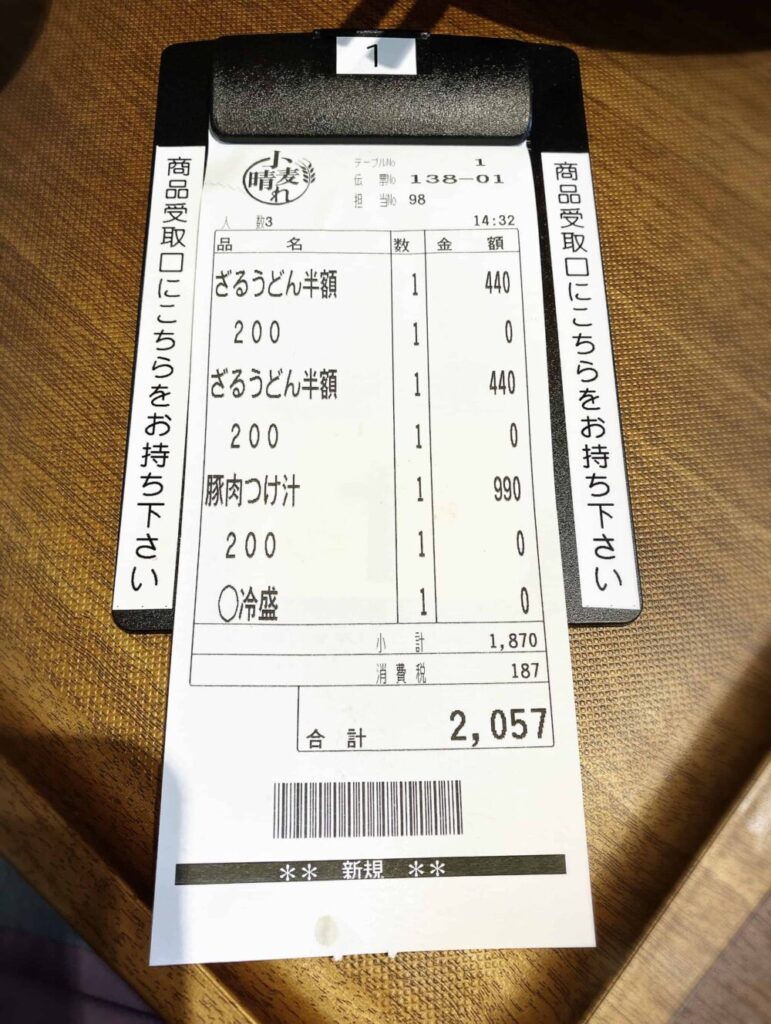 1
商品受取口にこちらをお持ち下さい
小麦晴れ
テーブルNo 1
伝票No 138-01
担当No 98
人数3 14:32
品名 数 金額
ざるうどん半額 1 440
200 1 0
ざるうどん半額 1 440
200 1 0
豚肉つけ汁 1 990
200 1 0
○冷盛 1 0
小計 1,870
消費税 187
合計 2,057
** 新規 **
商品受取口にこちらをお持ち下さい